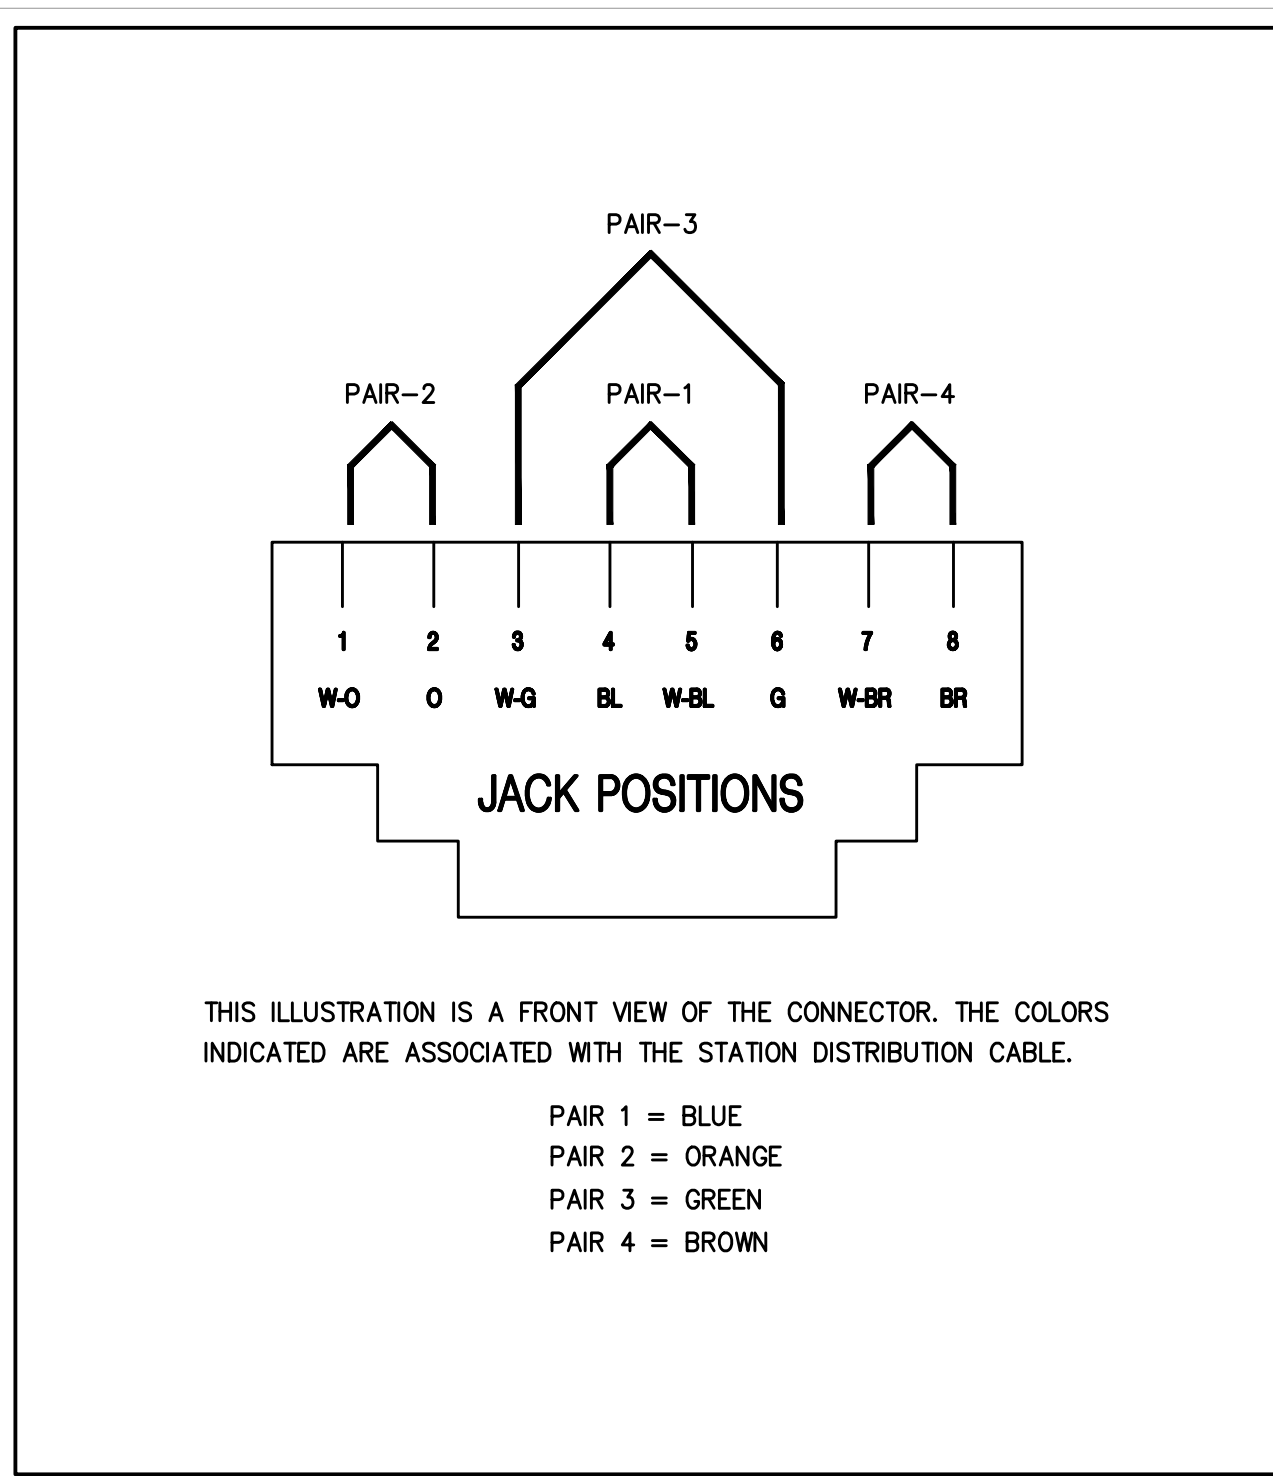 PAIR-3
PAIR-2 PAIR-1 PAIR-4
1 2 3 4 5 6 7 8
W-O O W-G BL W-BL G W-BR BR
JACK POSITIONS
THIS ILLUSTRATION IS A FRONT VIEW OF THE CONNECTOR. THE COLORS
INDICATED ARE ASSOCIATED WITH THE STATION DISTRIBUTION CABLE.
PAIR 1 = BLUE
PAIR 2 = ORANGE
PAIR 3 = GREEN
PAIR 4 = BROWN